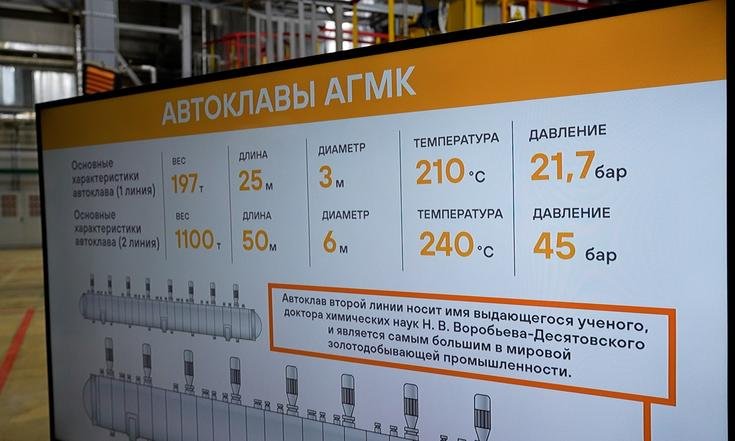 АВТОКЛАВЫ АГМК
Основные
характеристики
автоклава (1 линия)
ВЕС
197 т
ДЛИНА
25 м
ДИАМЕТР
3 м
ТЕМПЕРАТУРА
210 °С
ДАВЛЕНИЕ
21,7 бар
Основные
характеристики
автоклава (2 линия)
ВЕС
1100 т
ДЛИНА
50 м
ДИАМЕТР
6 м
ТЕМПЕРАТУРА
240 °С
ДАВЛЕНИЕ
45 бар
Автоклав второй линии носит имя выдающегося ученого,
доктора химических наук Н. В. Воробьева-Десятовского
и является самым большим в мировой
золотодобывающей промышленности.